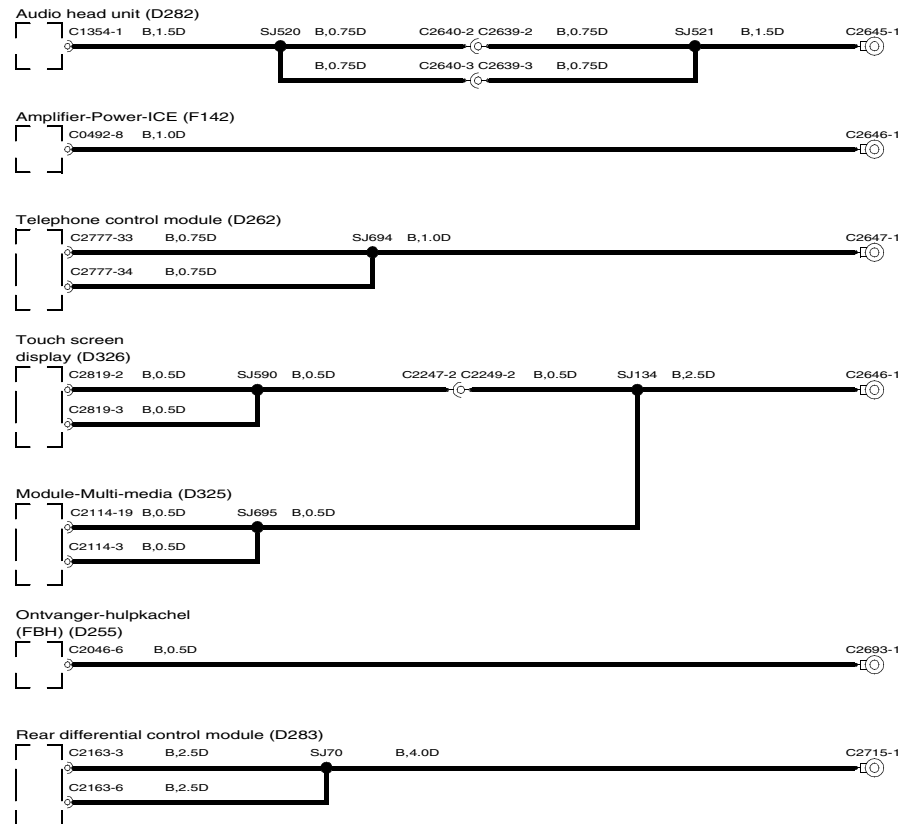 Audio head unit (D282)
C1354-1 B,1.5D SJ520 B,0.75D C2640-2 C2639-2 B,0.75D SJ521 B,1.5D C2645-1
B,0.75D C2640-3 C2639-3 B,0.75D
Amplifier-Power-ICE (F142)
C0492-8 B,1.0D C2646-1
Telephone control module (D262)
C2777-33 B,0.75D SJ694 B,1.0D C2647-1
C2777-34 B,0.75D
Touch screen
display (D326)
C2819-2 B,0.5D SJ590 B,0.5D C2247-2 C2249-2 B,0.5D SJ134 B,2.5D C2646-1
C2819-3 B,0.5D
Module-Multi-media (D325)
C2114-19 B,0.5D SJ695 B,0.5D
C2114-3 B,0.5D
Ontvanger-hulpkachel
(FBH) (D255)
C2046-6 B,0.5D C2693-1
Rear differential control module (D283)
C2163-3 B,2.5D SJ70 B,4.0D C2715-1
C2163-6 B,2.5D